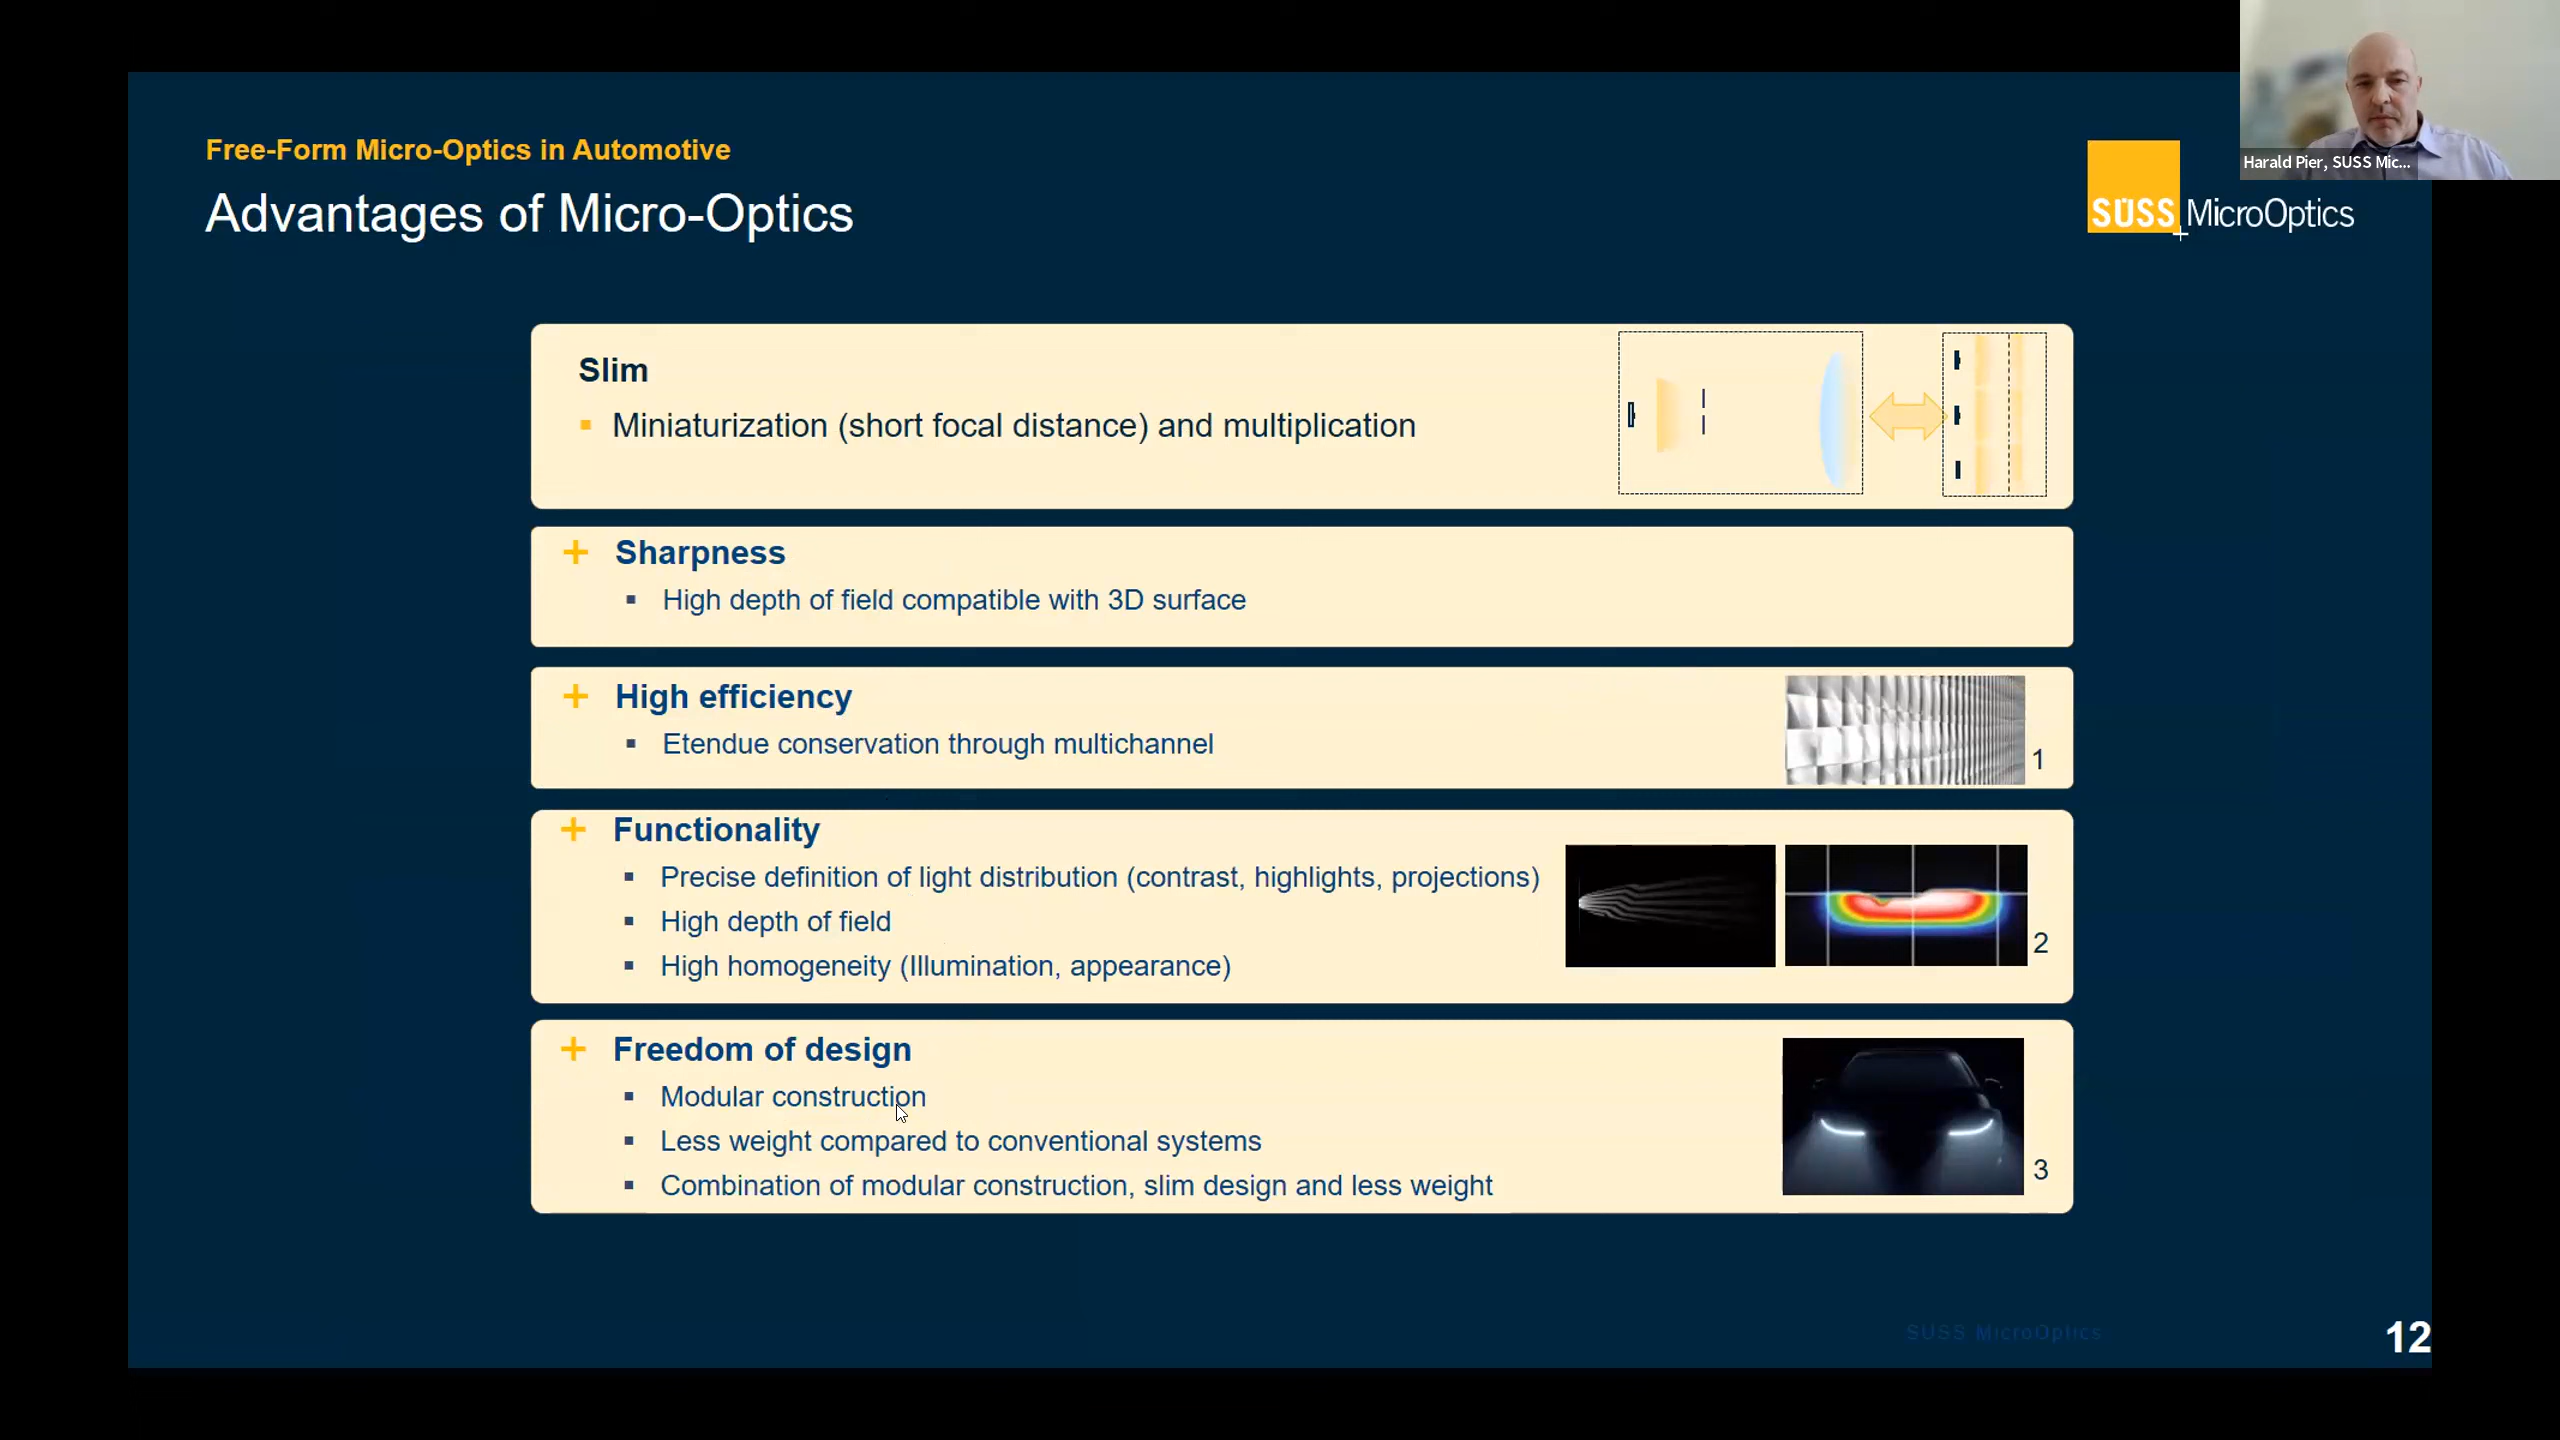 Harald Pier, SUSS Mic...
Free-Form Micro-Optics in Automotive
Advantages of Micro-Optics
SUSS MicroOptics
Slim
▪ Miniaturization (short focal distance) and multiplication
+ Sharpness
▪ High depth of field compatible with 3D surface
+ High efficiency
▪ Etendue conservation through multichannel
1
+ Functionality
▪ Precise definition of light distribution (contrast, highlights, projections)
▪ High depth of field
▪ High homogeneity (Illumination, appearance)
2
+ Freedom of design
▪ Modular construction
▪ Less weight compared to conventional systems
▪ Combination of modular construction, slim design and less weight
3
SUSS MicroOptics
12